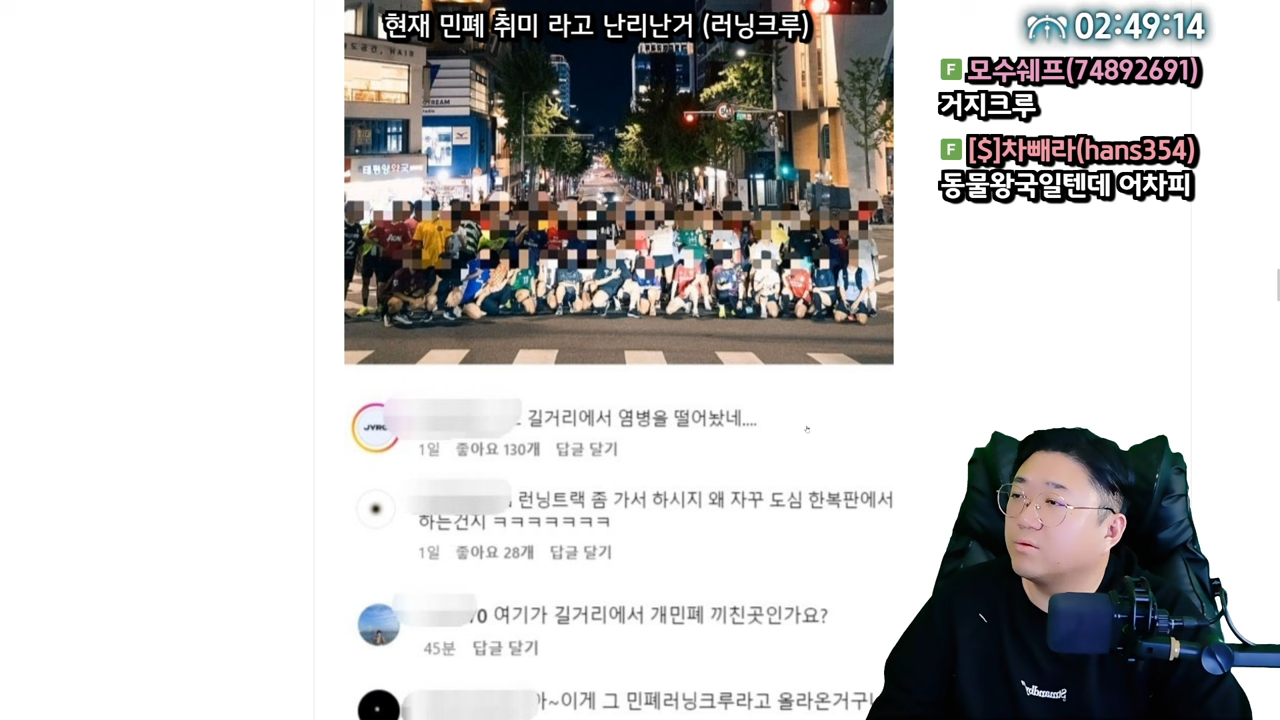 현재 민폐 취미 라고 난리난거 (러닝크루)
02:49:14
F 모수쉐프(74892691)
거지크루
F [$]차빼라(hans354)
동물왕국일텐데 어차피
태평양약국
길거리에서 염병을 떨어놨네....
1일 좋아요 130개 답글 달기
런닝트랙 좀 가서 하시지 왜 자꾸 도심 한복판에서
하는건지 ㅋㅋㅋㅋㅋㅋㅋ
1일 좋아요 28개 답글 달기
70 여기가 길거리에서 개민폐 끼친곳인가요?
45분 답글 달기
아~이게 그 민폐러닝크루라고 올라온거구